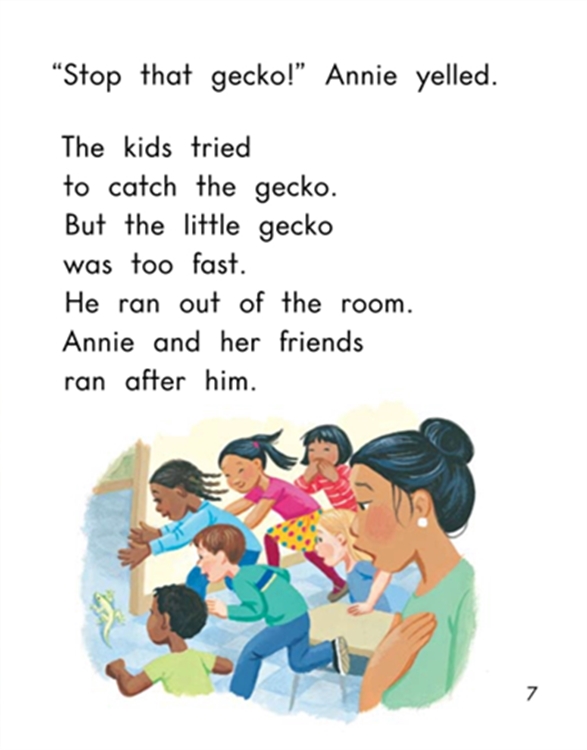 “Stop that gecko!” Annie yelled.
The kids tried
to catch the gecko.
But the little gecko
was too fast.
He ran out of the room.
Annie and her friends
ran after him.
7